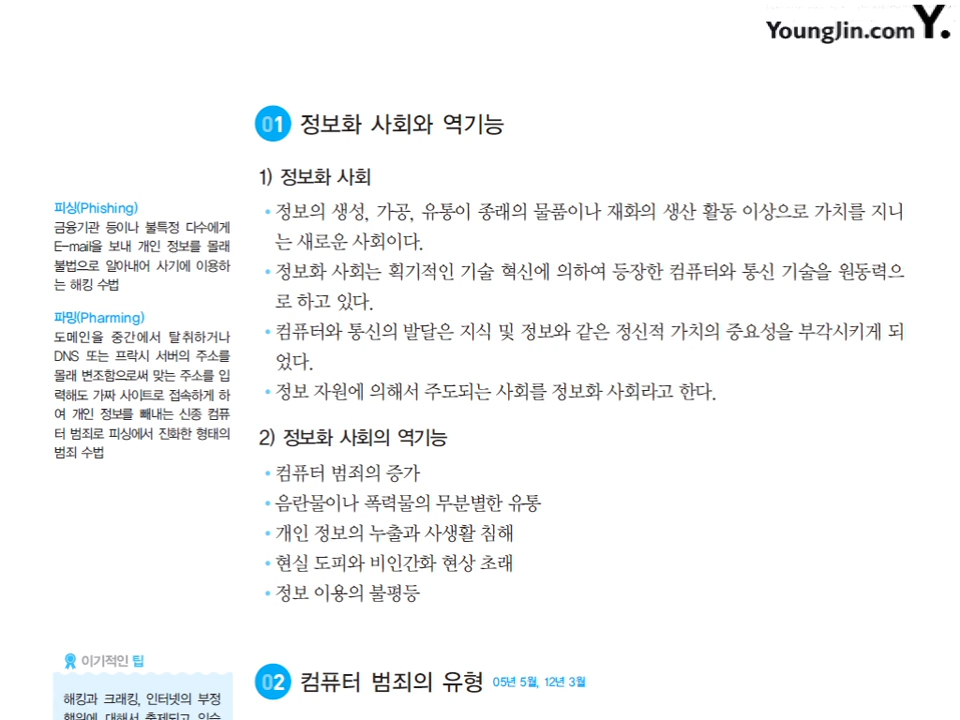 YoungJin.com Y.
01 정보화 사회와 역기능
1) 정보화 사회
• 정보의 생성, 가공, 유통이 종래의 물품이나 재화의 생산 활동 이상으로 가치를 지니
는 새로운 사회이다.
• 정보화 사회는 획기적인 기술 혁신에 의하여 등장한 컴퓨터와 통신 기술을 원동력으
로 하고 있다.
• 컴퓨터와 통신의 발달은 지식 및 정보와 같은 정신적 가치의 중요성을 부각시키게 되
었다.
• 정보 자원에 의해서 주도되는 사회를 정보화 사회라고 한다.
2) 정보화 사회의 역기능
• 컴퓨터 범죄의 증가
• 음란물이나 폭력물의 무분별한 유통
• 개인 정보의 누출과 사생활 침해
• 현실 도피와 비인간화 현상 초래
• 정보 이용의 불평등
피싱(Phishing)
금융기관 등이나 불특정 다수에게
E-mail을 보내 개인 정보를 몰래
불법으로 알아내어 사기에 이용하
는 해킹 수법
파밍(Pharming)
도메인을 중간에서 탈취하거나
DNS 또는 프락시 서버의 주소를
몰래 변조함으로써 맞는 주소를 입
력해도 가짜 사이트로 접속하게 하
여 개인 정보를 빼내는 신종 컴퓨
터 범죄로 피싱에서 진화한 형태의
범죄 수법
이기적인 팁
해킹과 크래킹, 인터넷의 부정
행위에 대해서 출제되고 있습
02 컴퓨터 범죄의 유형 05년 5월, 12년 3월